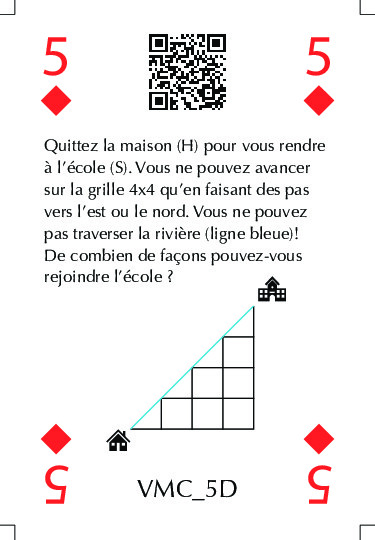 5
5
Quittez la maison (H) pour vous rendre
à l'école (S). Vous ne pouvez avancer
sur la grille 4x4 qu'en faisant des pas
vers l'est ou le nord. Vous ne pouvez
pas traverser la rivière (ligne bleue)!
De combien de façons pouvez-vous
rejoindre l'école ?
5
VMC_5D
5